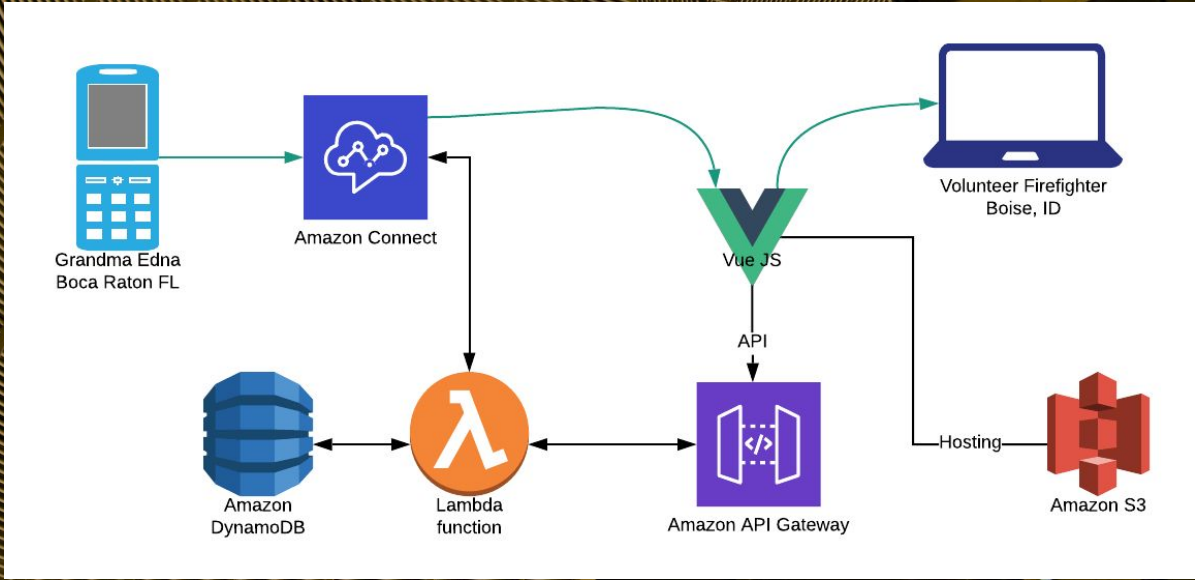 Grandma Edna
Boca Raton FL
Amazon Connect
Vue JS
Volunteer Firefighter
Boise, ID
API
Hosting
Amazon
DynamoDB
Lambda
function
Amazon API Gateway
</>
Amazon S3